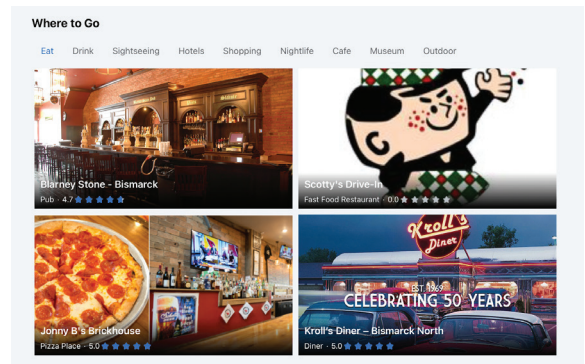 Where to Go
Eat Drink Sightseeing Hotels Shopping Nightlife Cafe Museum Outdoor
Blarney Stone - Bismarck
Pub · 4.7
Scotty's Drive-In
Fast Food Restaurant · 0.0
Jonny B's Brickhouse
Pizza Place · 5.0
Kroll's
Diner
EST. 1969
CELEBRATING 50 YEARS
Kroll's Diner – Bismarck North
Diner · 5.0